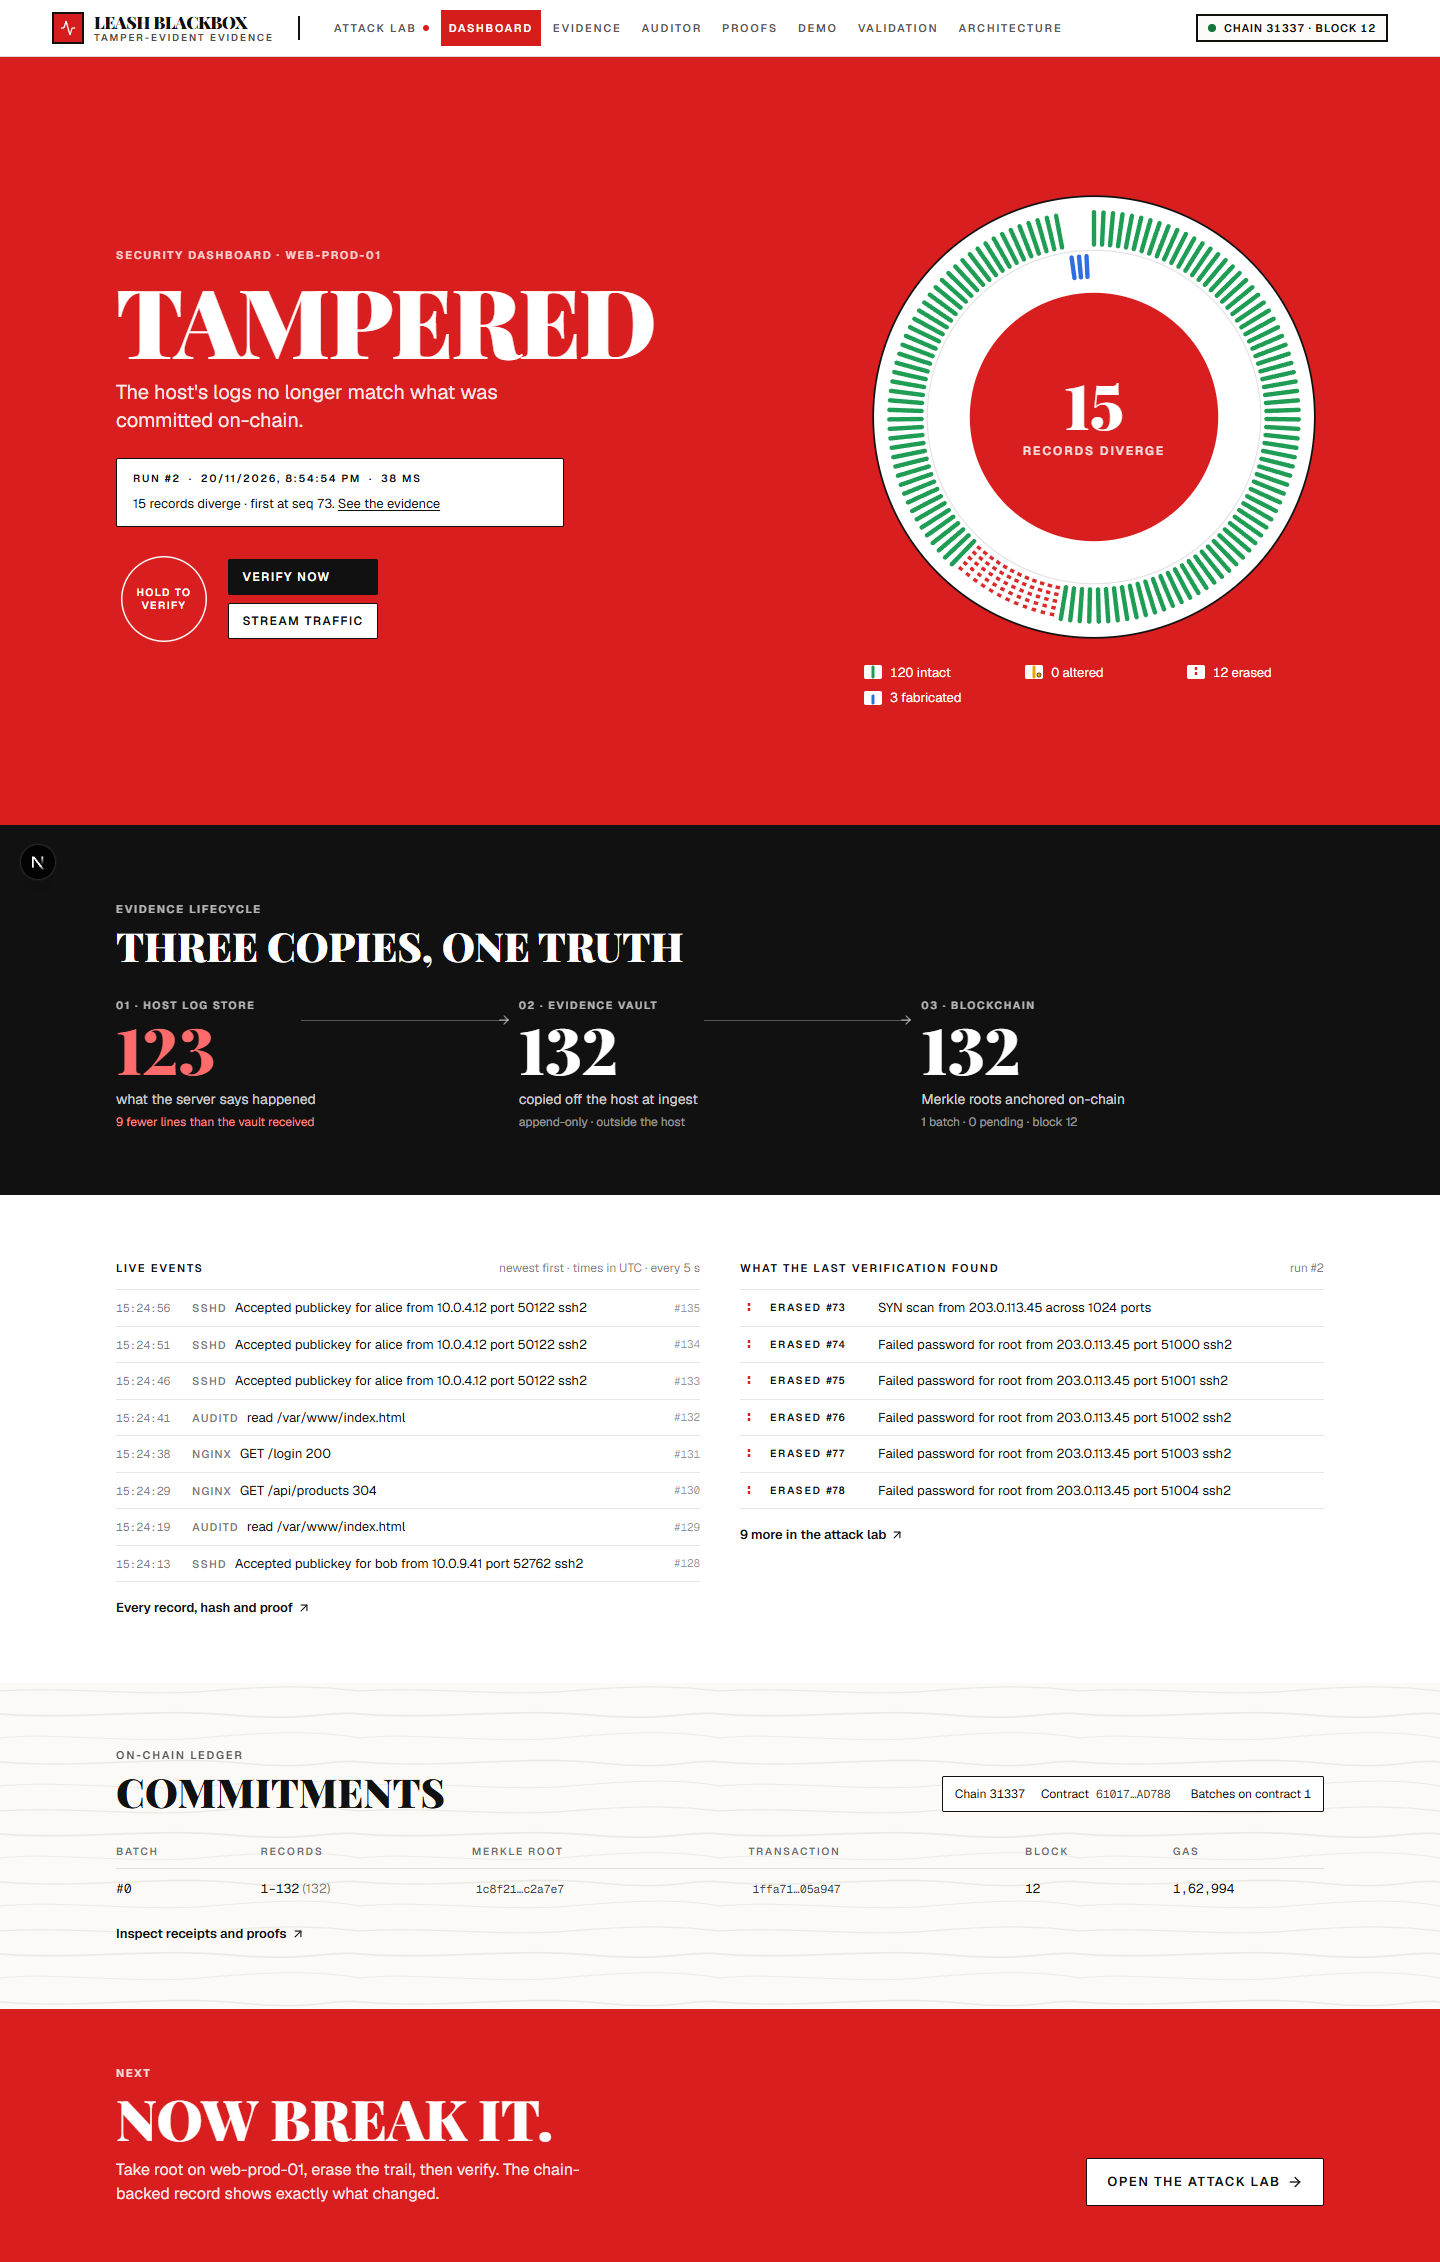 LEASH BLACKBOX
TAMPER-EVIDENT EVIDENCE
ATTACK LAB
DASHBOARD
EVIDENCE
AUDITOR
PROOFS
DEMO
VALIDATION
ARCHITECTURE
CHAIN 31337 · BLOCK 12
SECURITY DASHBOARD · WEB-PROD-01
TAMPERED
The host's logs no longer match what was
committed on-chain.
RUN #2 · 20/11/2026, 8:54:54 PM · 38 MS
15 records diverge · first at seq 73. See the evidence
HOLD TO
VERIFY
VERIFY NOW
STREAM TRAFFIC
15
RECORDS DIVERGE
120 intact
0 altered
12 erased
3 fabricated
N
EVIDENCE LIFECYCLE
THREE COPIES, ONE TRUTH
01 · HOST LOG STORE
123
what the server says happened
9 fewer lines than the vault received
02 · EVIDENCE VAULT
132
copied off the host at ingest
append-only · outside the host
03 · BLOCKCHAIN
132
Merkle roots anchored on-chain
1 batch · 0 pending · block 12
LIVE EVENTS
newest first · times in UTC · every 5 s
15:24:56 SSHD Accepted publickey for alice from 10.0.4.12 port 50122 ssh2 #135
15:24:51 SSHD Accepted publickey for alice from 10.0.4.12 port 50122 ssh2 #134
15:24:46 SSHD Accepted publickey for alice from 10.0.4.12 port 50122 ssh2 #133
15:24:41 AUDITD read /var/www/index.html #132
15:24:38 NGINX GET /login 200 #131
15:24:29 NGINX GET /api/products 304 #130
15:24:19 AUDITD read /var/www/index.html #129
15:24:13 SSHD Accepted publickey for bob from 10.0.9.41 port 52762 ssh2 #128
Every record, hash and proof
WHAT THE LAST VERIFICATION FOUND
run #2
ERASED #73 SYN scan from 203.0.113.45 across 1024 ports
ERASED #74 Failed password for root from 203.0.113.45 port 51000 ssh2
ERASED #75 Failed password for root from 203.0.113.45 port 51001 ssh2
ERASED #76 Failed password for root from 203.0.113.45 port 51002 ssh2
ERASED #77 Failed password for root from 203.0.113.45 port 51003 ssh2
ERASED #78 Failed password for root from 203.0.113.45 port 51004 ssh2
9 more in the attack lab
ON-CHAIN LEDGER
COMMITMENTS
Chain 31337 Contract 61017…AD788 Batches on contract 1
BATCH RECORDS MERKLE ROOT TRANSACTION BLOCK GAS
#0 1–132 (132) 1c8f21…c2a7e7 1ffa71…05a947 12 1,62,994
Inspect receipts and proofs
NEXT
NOW BREAK IT.
Take root on web-prod-01, erase the trail, then verify. The chain-
backed record shows exactly what changed.
OPEN THE ATTACK LAB